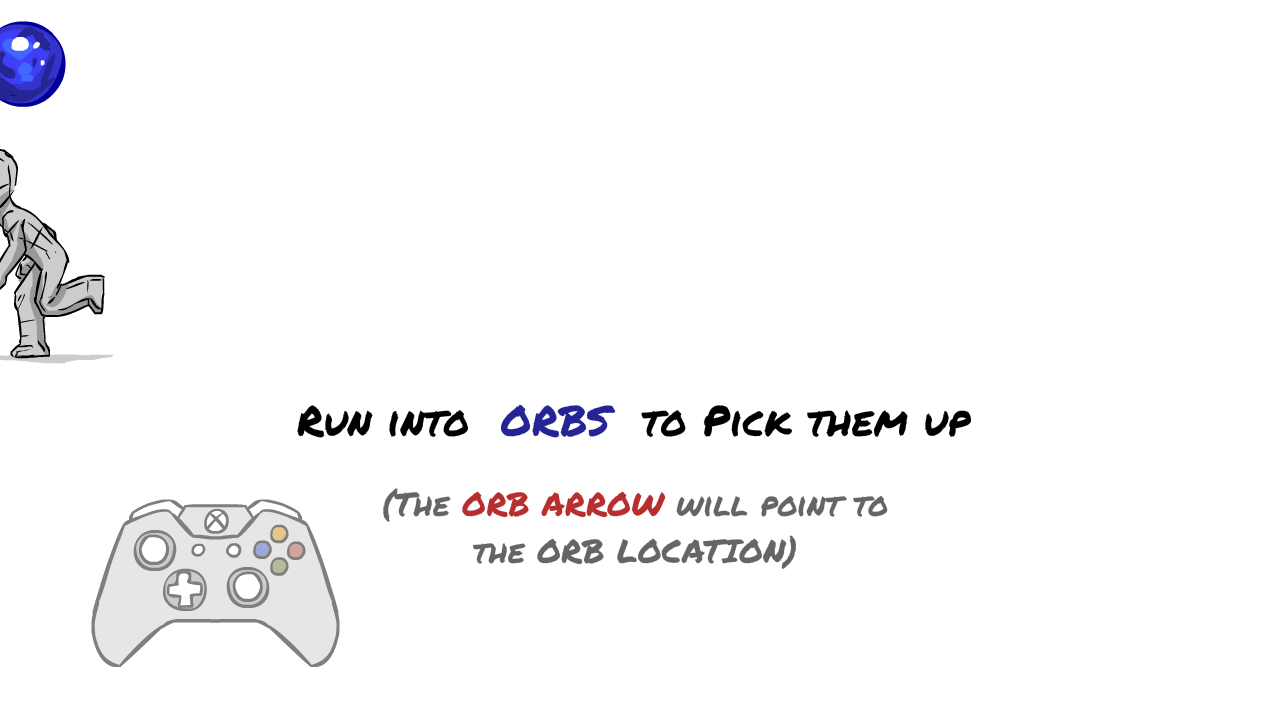 Run into ORBS to Pick them up
(The ORB ARROW will point to
the ORB LOCATION)